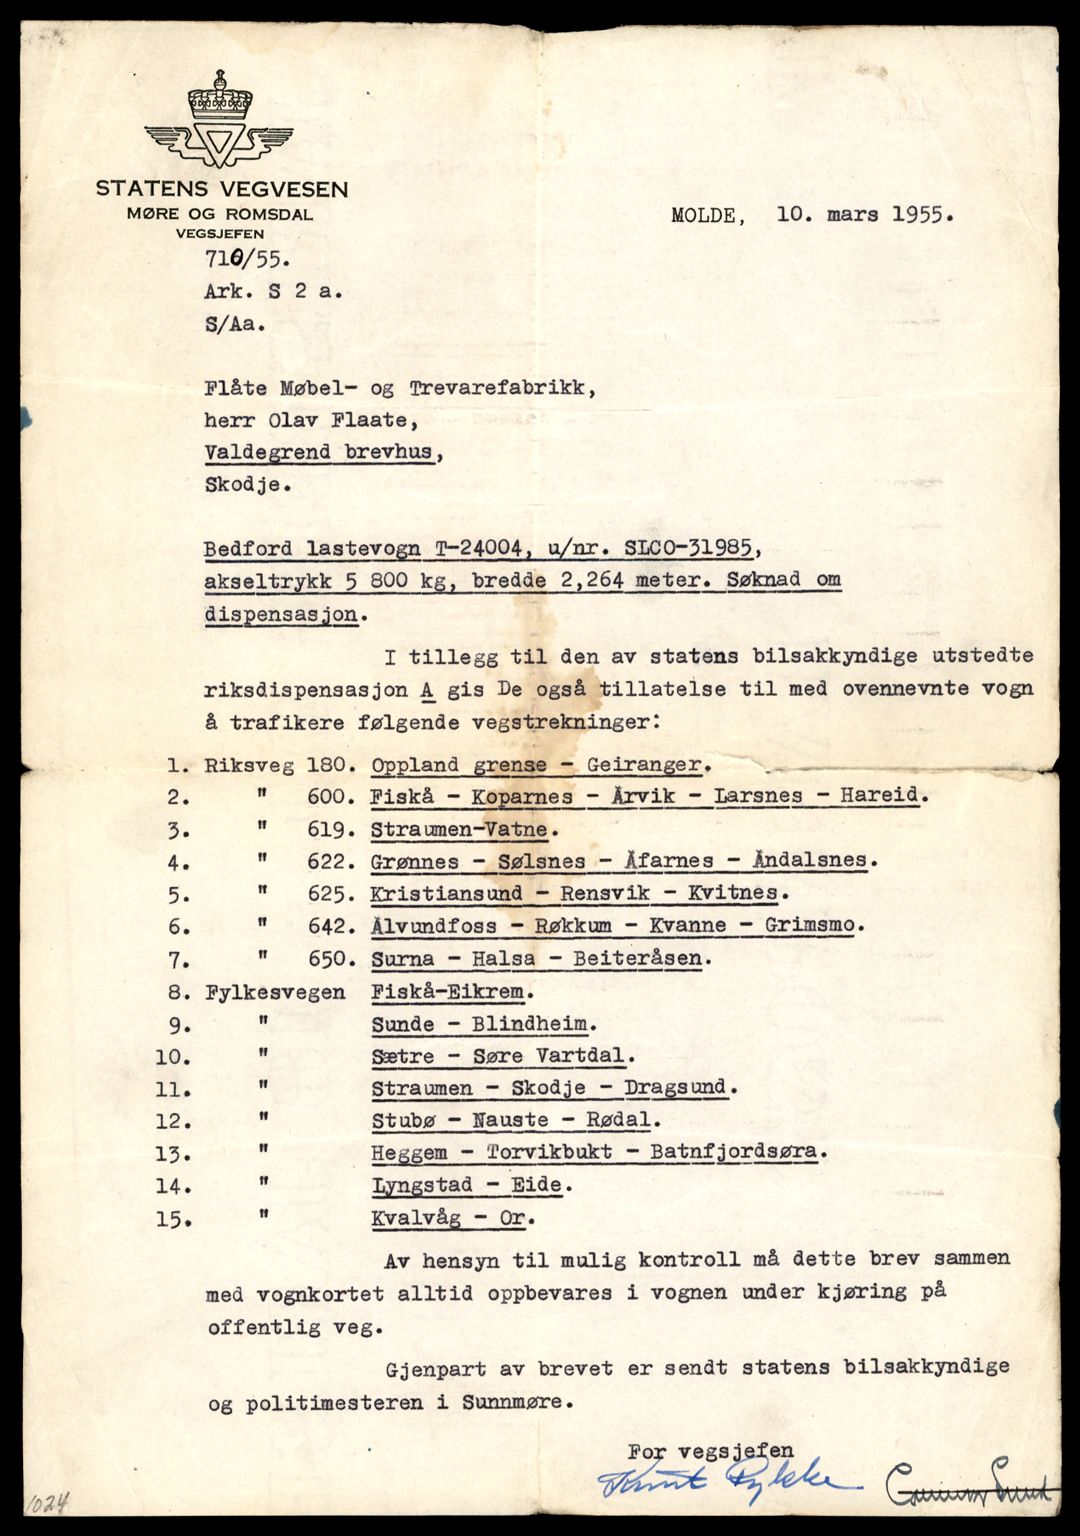 STATENS VEGVESEN
MØRE OG ROMSDAL
VEGSJEFEN
MOLDE, 10. mars 1955.
710/55.
Ark. S 2 a.
S/Aa.
Flåte Møbel- og Trevarefabrikk,
herr Olav Flaate,
Valdegrend brevhus,
Skodje.
Bedford lastevogn T-24004, u/nr. SLCO-31985,
akseltrykk 5 800 kg, bredde 2,264 meter. Søknad om
dispensasjon.
I tillegg til den av statens bilsakkyndige utstedte
riksdispensasjon A gis De også tillatelse til med ovennevnte vogn
å trafikere følgende vegstrekninger:
1. Riksveg 180. Oppland grense - Geiranger.
2. " 600. Fiskå - Koparnes - Årvik - Larsnes - Hareid.
3. " 619. Straumen-Vatne.
4. " 622. Grønnes - Sølsnes - Åfarnes - Åndalsnes.
5. " 625. Kristiansund - Rensvik - Kvitnes.
6. " 642. Ålvundfoss - Røkkum - Kvanne - Grimsmo.
7. " 650. Surna - Halsa - Beiteråsen.
8. Fylkesvegen Fiskå-Eikrem.
9. " Sunde - Blindheim.
10. " Sætre - Søre Vartdal.
11. " Straumen - Skodje - Dragsund.
12. " Stubø - Nauste - Rødal.
13. " Heggem - Torvikbukt - Batnfjordsøra.
14. " Lyngstad - Eide.
15. " Kvalvåg - Or.
Av hensyn til mulig kontroll må dette brev sammen
med vognkortet alltid oppbevares i vognen under kjøring på
offentlig veg.
Gjenpart av brevet er sendt statens bilsakkyndige
og politimesteren i Sunnmøre.
For vegsjefen
Knut Rykke
1024